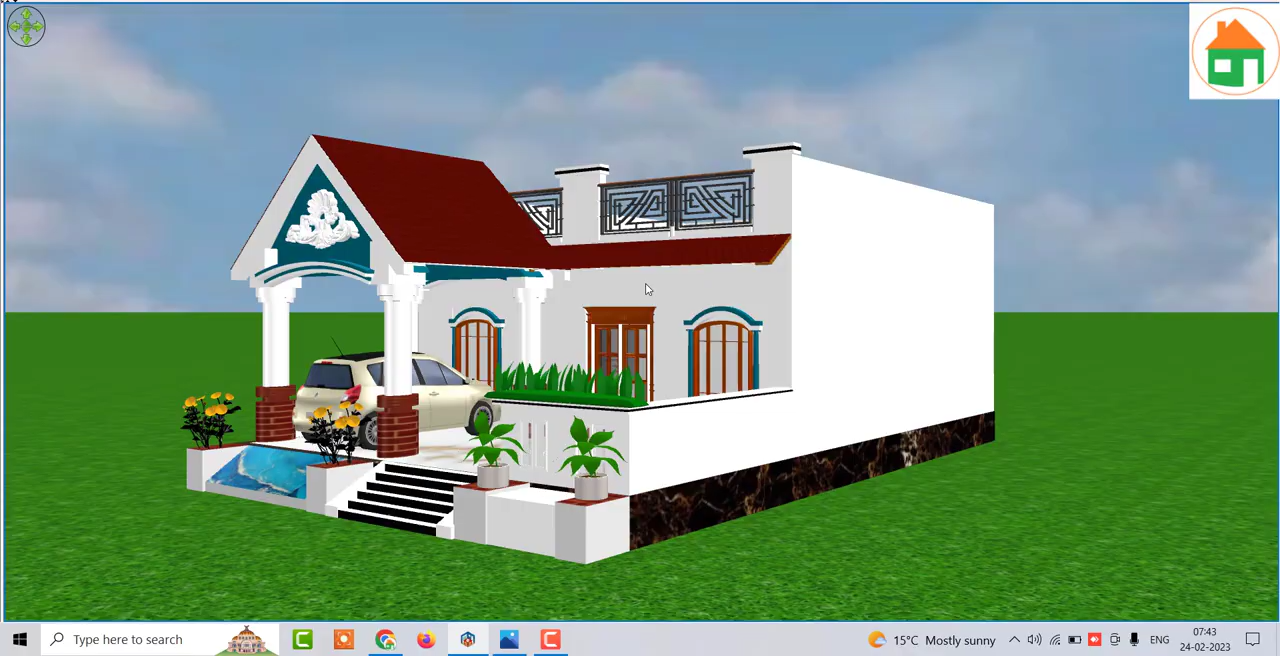 Type here to search
15°C Mostly sunny
ENG
07:43
24-02-2023